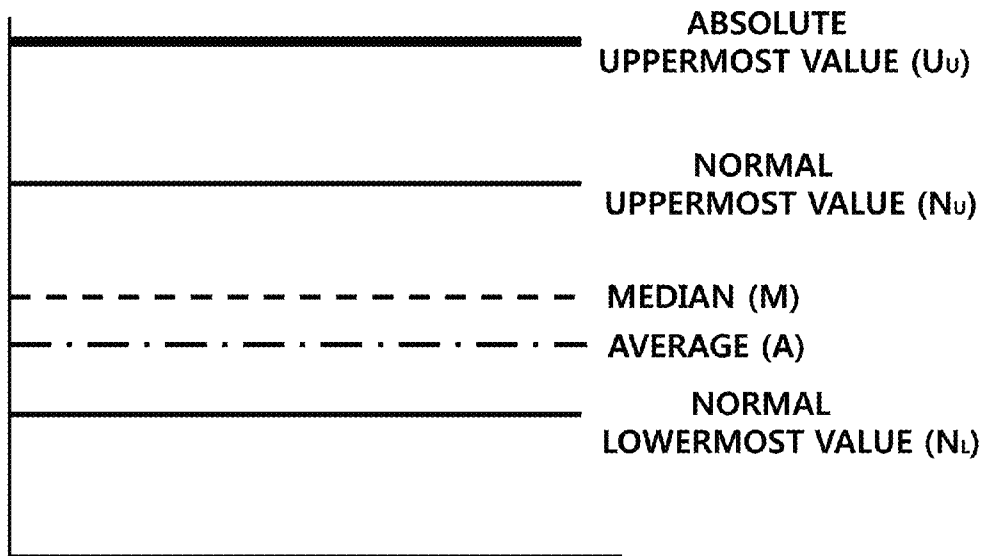 ABSOLUTE
UPPERMOST VALUE (UU)
NORMAL
UPPERMOST VALUE (NU)
MEDIAN (M)
AVERAGE (A)
NORMAL
LOWERMOST VALUE (NL)